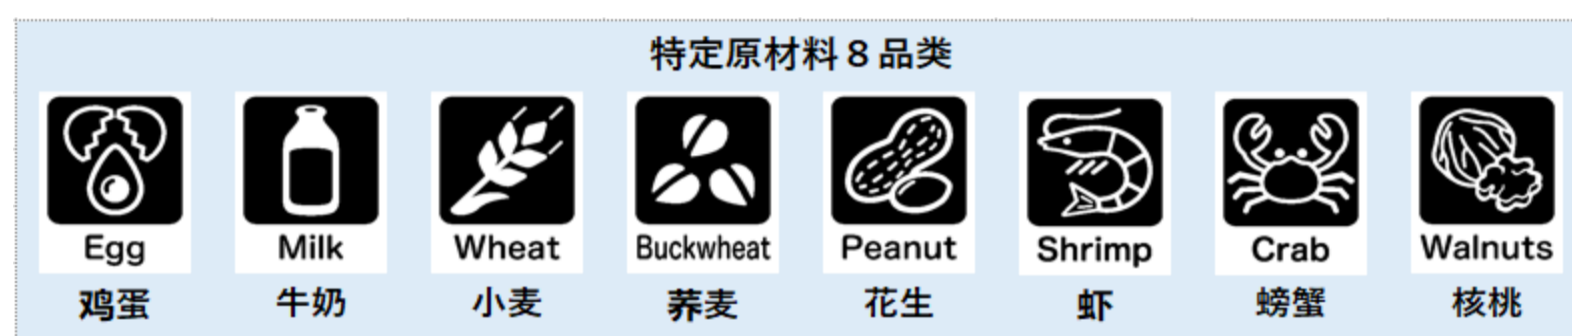 特定原材料８品类
Egg Milk Wheat Buckwheat Peanut Shrimp Crab Walnuts
鸡蛋 牛奶 小麦 荞麦 花生 虾 螃蟹 核桃